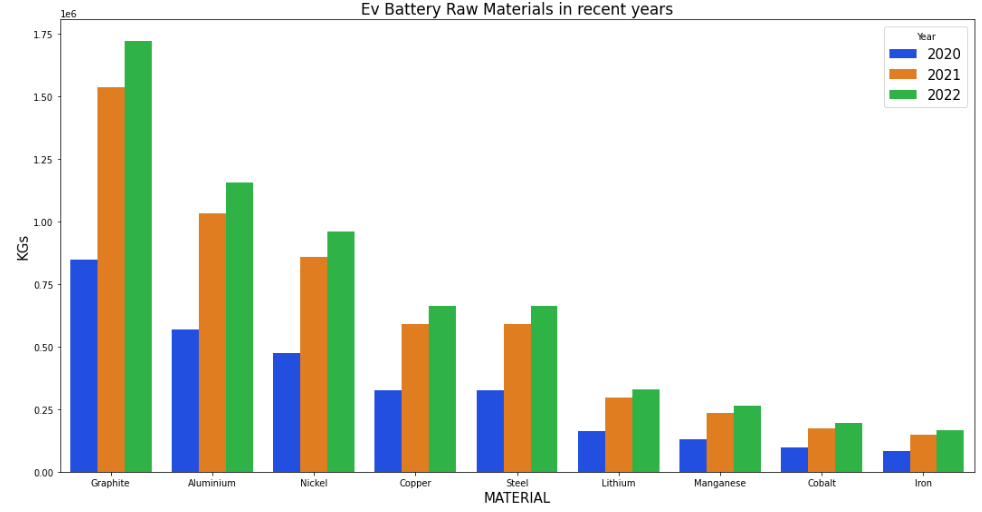 Ev Battery Raw Materials in recent years
1e6
1.75
1.50
1.25
1.00
0.75
0.50
0.25
0.00
KGs
Year
2020
2021
2022
Graphite Aluminium Nickel Copper Steel Lithium Manganese Cobalt Iron
MATERIAL